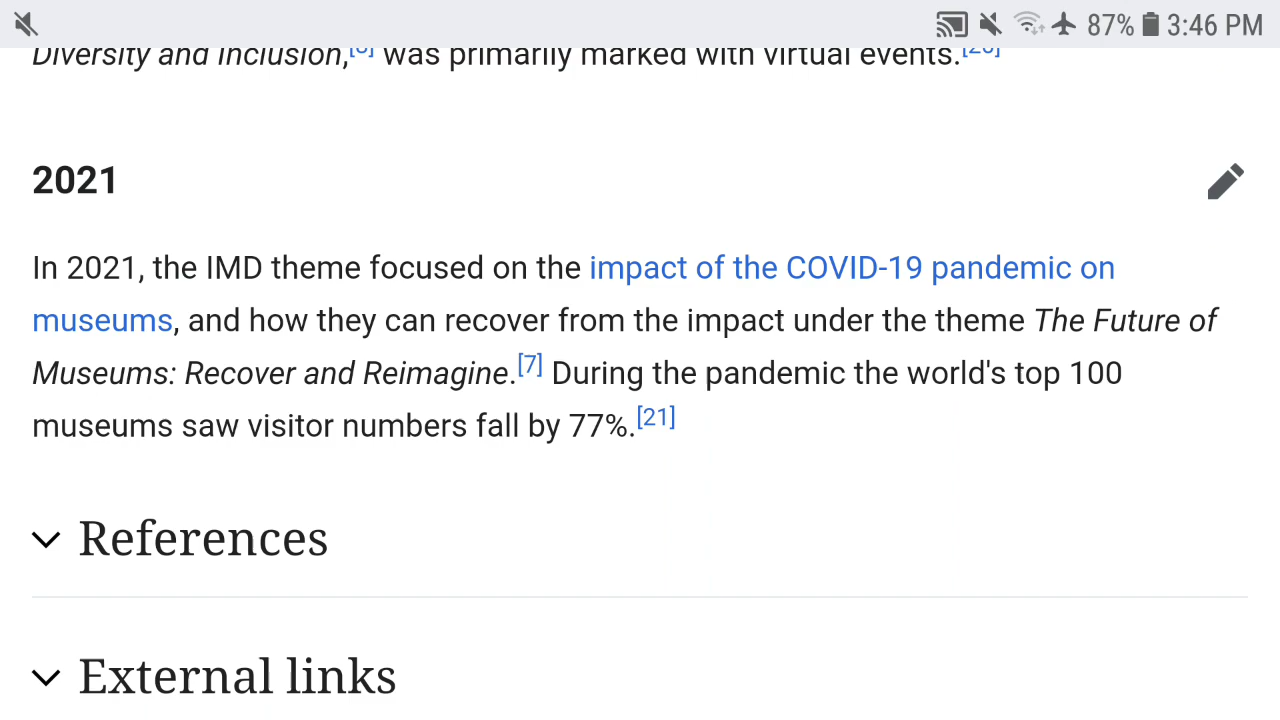 87% 3:46 PM
Diversity and Inclusion, was primarily marked with virtual events.
2021
In 2021, the IMD theme focused on the impact of the COVID-19 pandemic on
museums, and how they can recover from the impact under the theme The Future of
Museums: Recover and Reimagine.[7] During the pandemic the world's top 100
museums saw visitor numbers fall by 77%.[21]
References
External links